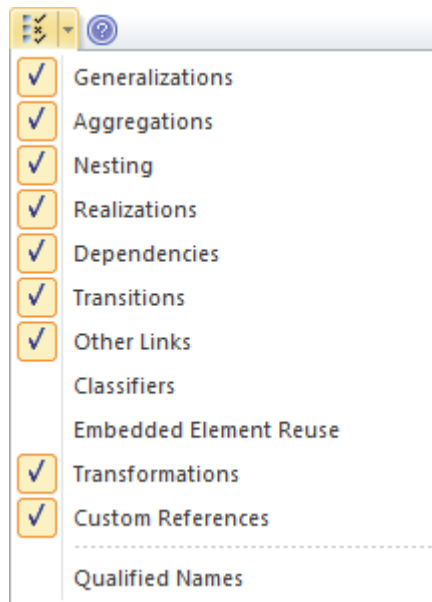 Generalizations
Aggregations
Nesting
Realizations
Dependencies
Transitions
Other Links
Classifiers
Embedded Element Reuse
Transformations
Custom References
Qualified Names